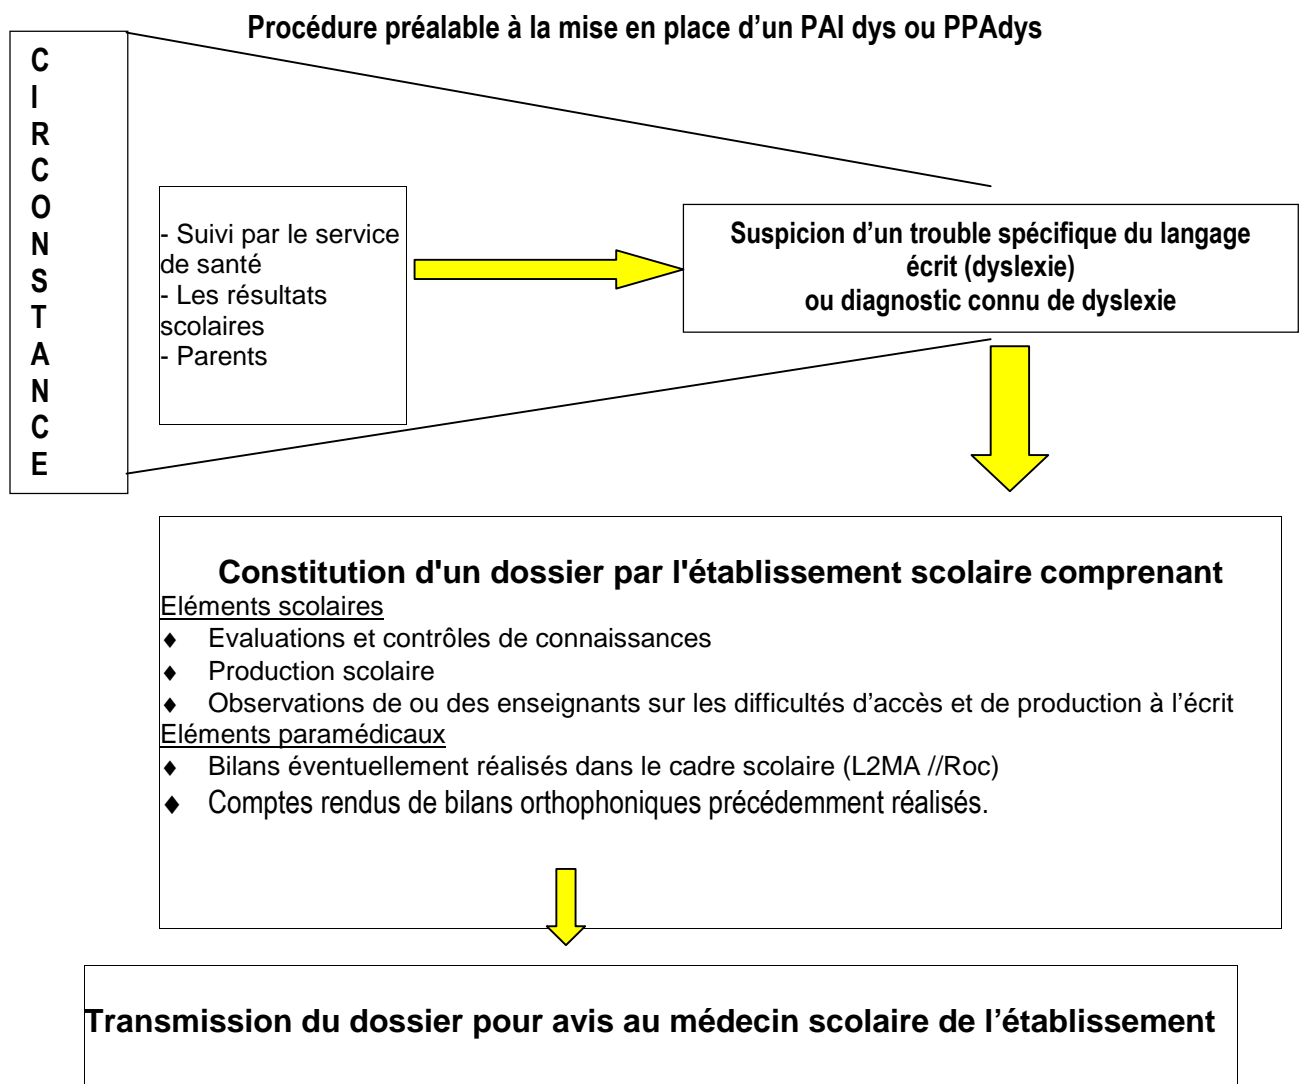 Procédure préalable à la mise en place d’un PAI dys ou PPAdys
C
I
R
C
O
N
S
T
A
N
C
E
- Suivi par le service
de santé
- Les résultats
scolaires
- Parents
Suspicion d’un trouble spécifique du langage
écrit (dyslexie)
ou diagnostic connu de dyslexie
Constitution d'un dossier par l'établissement scolaire comprenant
Eléments scolaires
♦ Evaluations et contrôles de connaissances
♦ Production scolaire
♦ Observations de ou des enseignants sur les difficultés d’accès et de production à l’écrit
Eléments paramédicaux
♦ Bilans éventuellement réalisés dans le cadre scolaire (L2MA //Roc)
♦ Comptes rendus de bilans orthophoniques précédemment réalisés.
Transmission du dossier pour avis au médecin scolaire de l’établissement